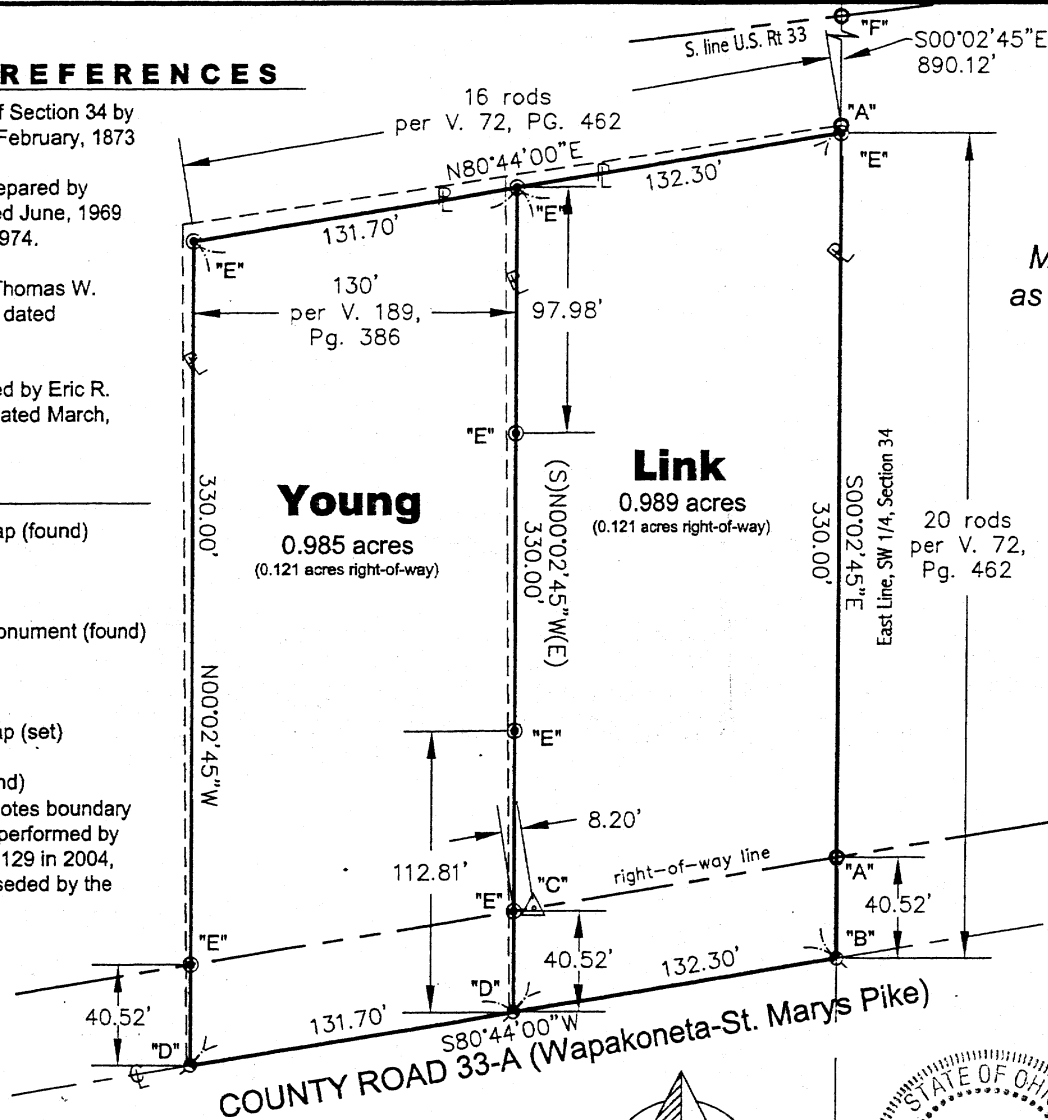 REFERENCES
f Section 34 by
February, 1873
epared by
ed June, 1969
974.
Thomas W.
dated
ed by Eric R.
ated March,
ap (found)
onument (found)
ap (set)
nd)
otes boundary
performed by
129 in 2004,
seded by the
S. line U.S. Rt 33
"F"
S00°02'45"E
890.12'
16 rods
per V. 72, PG. 462
"A"
"E"
N80°44'00"E
132.30'
131.70'
"E"
"E"
130'
per V. 189,
Pg. 386
97.98'
M
as
"E"
Young
0.985 acres
(0.121 acres right-of-way)
Link
0.989 acres
(0.121 acres right-of-way)
330.00'
N00°02'45"W
(S)N00°02'45"W(E)
330.00'
330.00'
S00°02'45"E
East Line, SW 1/4, Section 34
20 rods
per V. 72,
Pg. 462
"E"
8.20'
112.81'
right-of-way line
"C"
"E"
"A"
40.52'
"E"
40.52'
"B"
40.52'
"D"
132.30'
131.70'
"D"
S80°44'00"W
COUNTY ROAD 33-A (Wapakoneta-St. Marys Pike)
STATE OF OHI